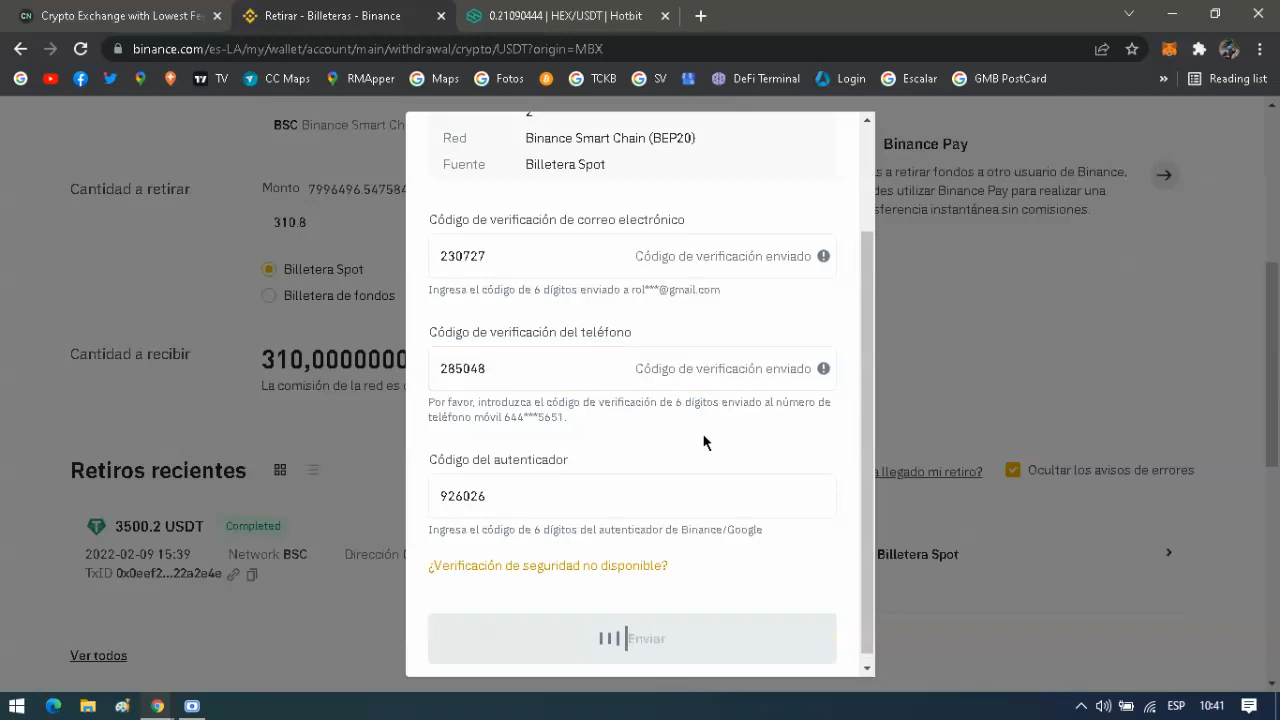 Crypto Exchange with Lowest Fe
Retirar - Billeteras - Binance
0.21090444 | HEX/USDT | Hotbit
binance.com/es-LA/my/wallet/account/main/withdrawal/crypto/USDT?origin=MBX
TV
CC Maps
RMApper
Maps
Fotos
TCKB
SV
DeFi Terminal
Login
Escalar
GMB PostCard
Reading list
BSC Binance Smart Ch
Cantidad a retirar
Monto 7996496.547584
310.8
Billetera Spot
Billetera de fondos
Cantidad a recibir
310,0000000
La comisión de la red es
Retiros recientes
3500.2 USDT
Completed
2022-02-09 15:39
Network BSC
Dirección
TxID 0x0eef2...22a2e4e
Ver todos
Red
Binance Smart Chain (BEP20)
Fuente
Billetera Spot
Código de verificación de correo electrónico
230727
Código de verificación enviado
Ingresa el código de 6 dígitos enviado a rol***@gmail.com
Código de verificación del teléfono
285048
Código de verificación enviado
Por favor, introduzca el código de verificación de 6 dígitos enviado al número de
teléfono móvil 644***5651.
Código del autenticador
926026
Ingresa el código de 6 dígitos del autenticador de Binance/Google
¿Verificación de seguridad no disponible?
Enviar
Binance Pay
s a retirar fondos a otro usuario de Binance,
des utilizar Binance Pay para realizar una
sferencia instantánea sin comisiones.
a llegado mi retiro?
Ocultar los avisos de errores
Billetera Spot
ESP
10:41